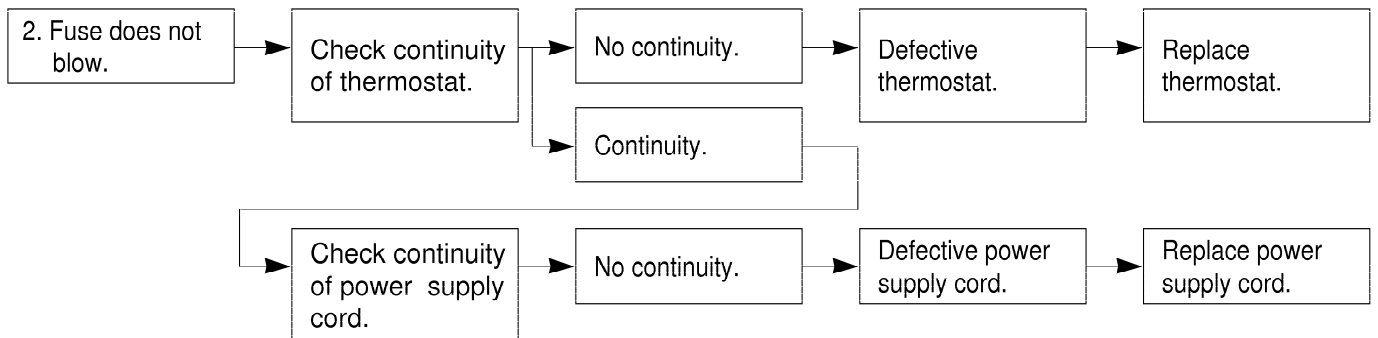 2. Fuse does not
blow.
Check continuity
of thermostat.
No continuity.
Defective
thermostat.
Replace
thermostat.
Continuity.
Check continuity
of power supply
cord.
No continuity.
Defective power
supply cord.
Replace power
supply cord.